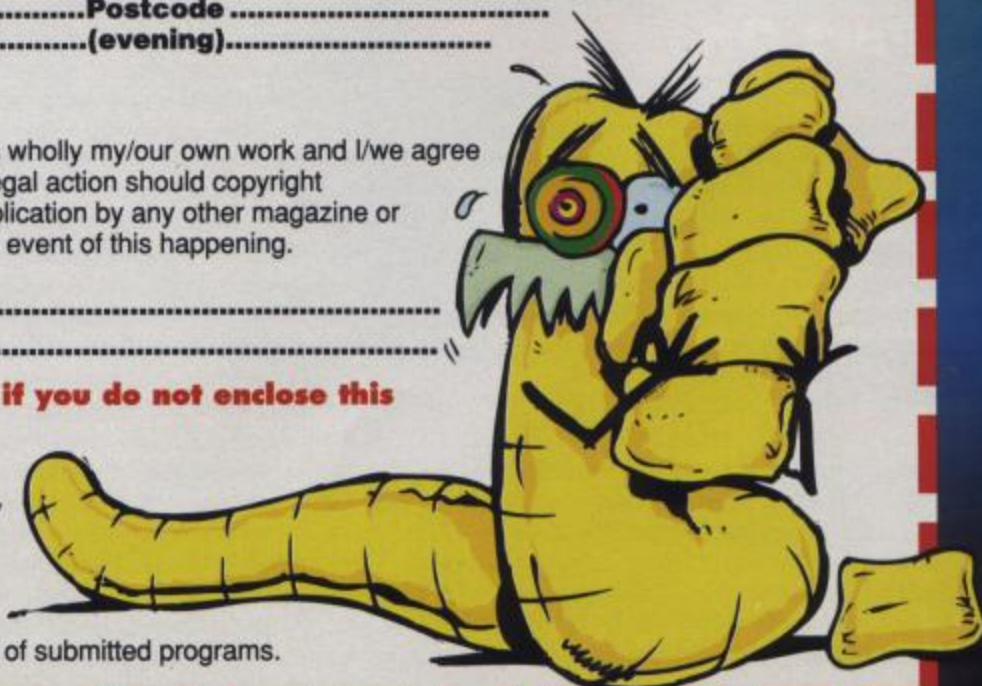 ..........Postcode ......................................
..........(evening)................................
wholly my/our own work and I/we agree
egal action should copyright
blication by any other magazine or
event of this happening.
if you do not enclose this
of submitted programs.